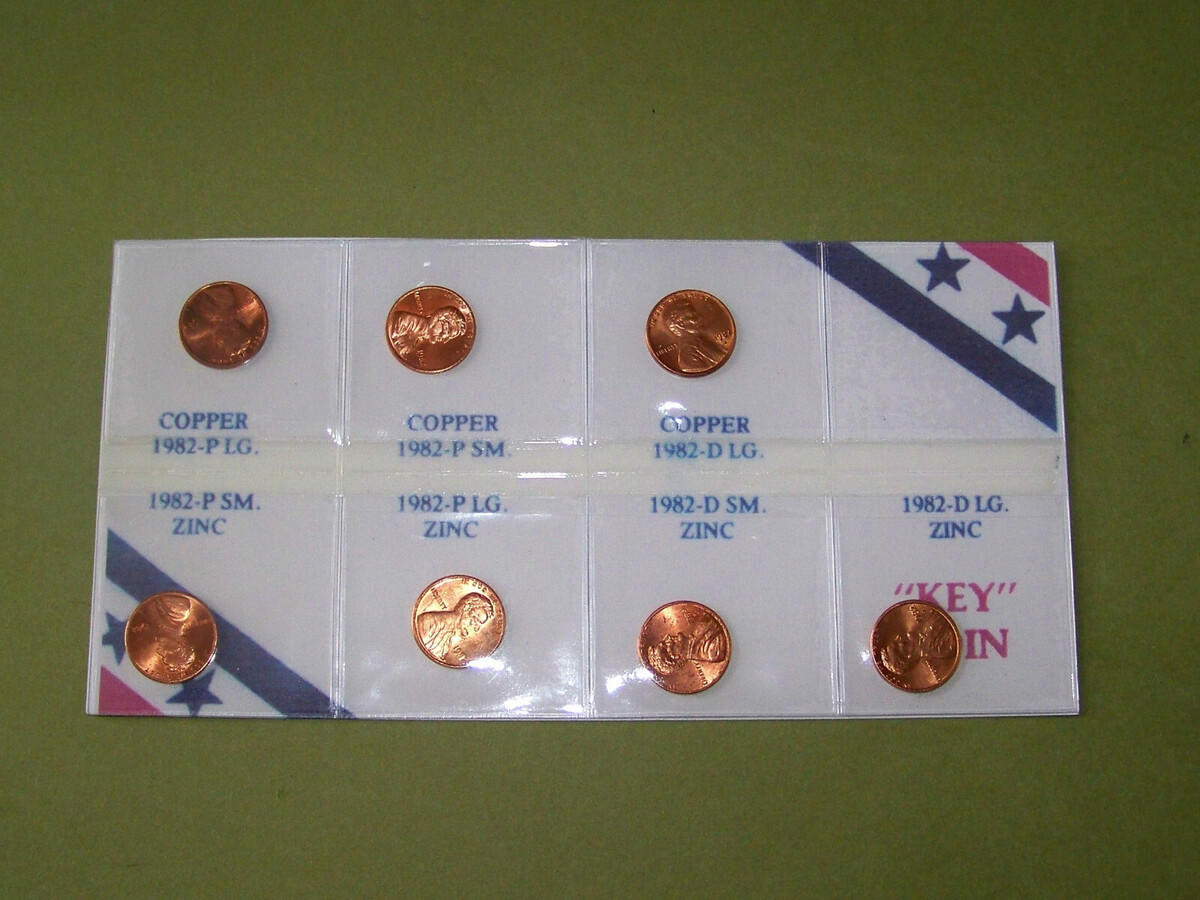 COPPER
1982-P LG.
COPPER
1982-P SM.
COPPER
1982-D LG.
1982-P SM.
ZINC
1982-P LG.
ZINC
1982-D SM.
ZINC
1982-D LG.
ZINC
"KEY"
IN